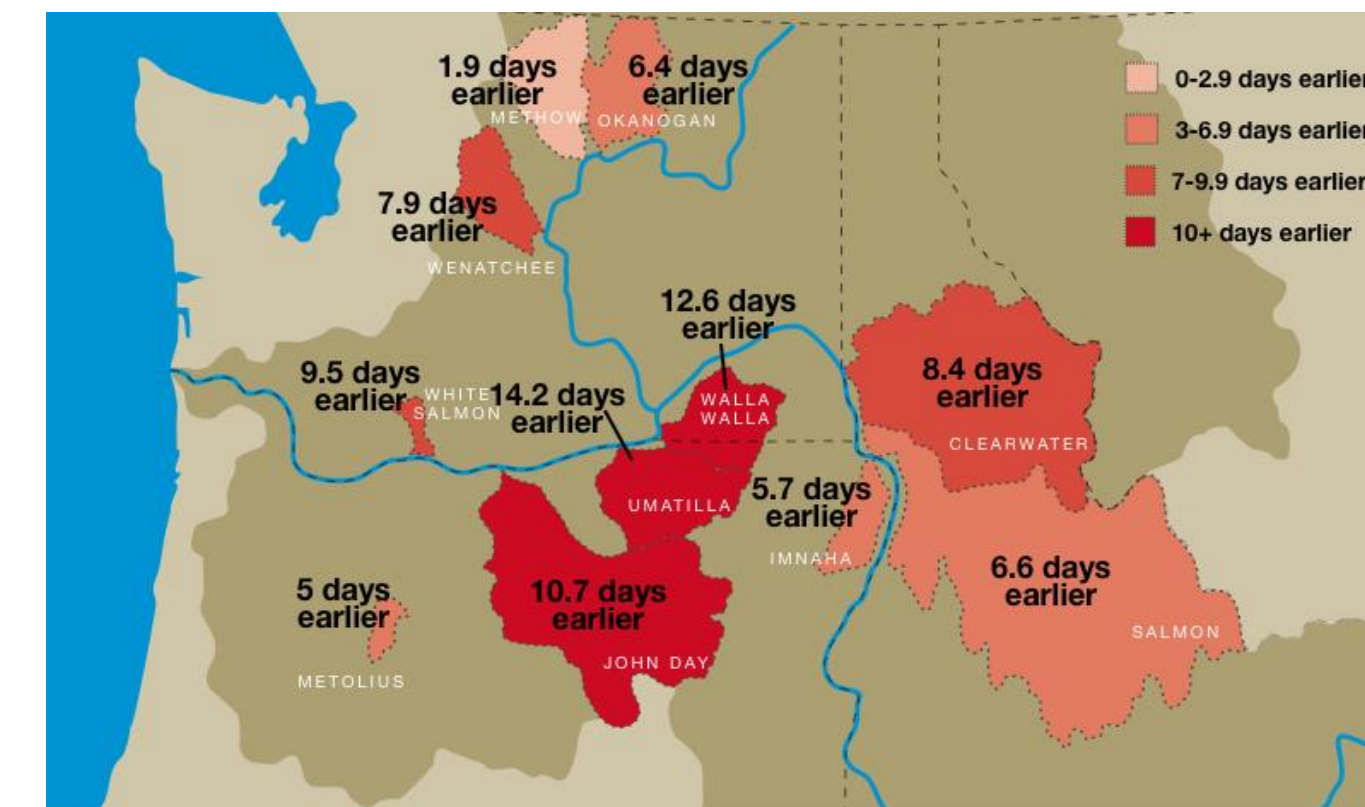 1.9 days
earlier
METHOW
6.4 days
earlier
OKANOGAN
0-2.9 days earlier
3-6.9 days earlier
7-9.9 days earlier
10+ days earlier
7.9 days
earlier
WENATCHEE
12.6 days
earlier
WALLA
WALLA
9.5 days
earlier
WHITE
SALMON
14.2 days
earlier
UMATILLA
8.4 days
earlier
CLEARWATER
5.7 days
earlier
IMNAHA
6.6 days
earlier
SALMON
5 days
earlier
METOLIUS
10.7 days
earlier
JOHN DAY